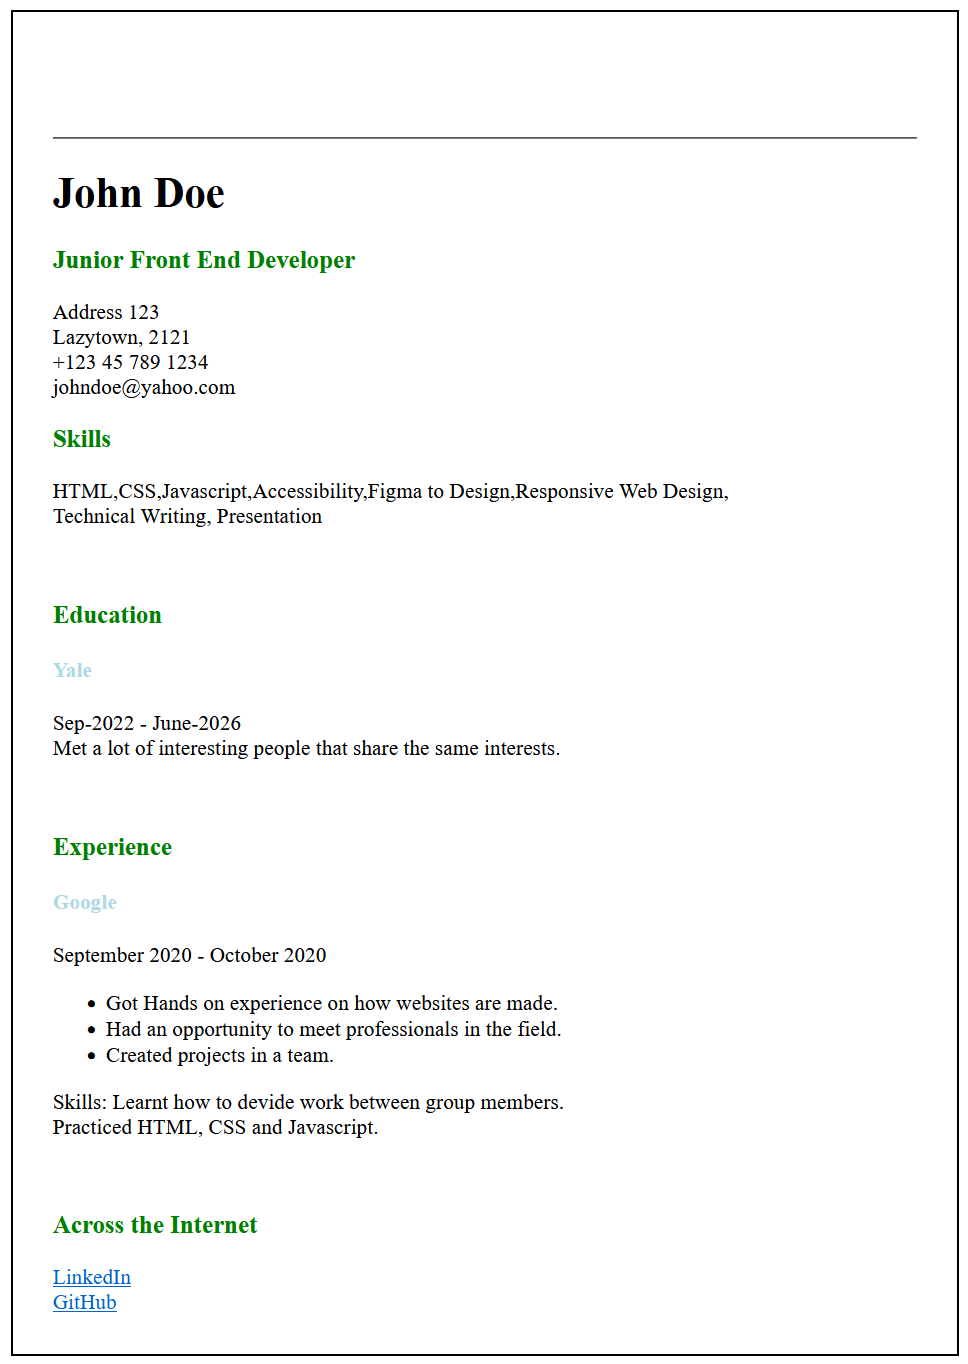 John Doe
Junior Front End Developer
Address 123
Lazytown, 2121
+123 45 789 1234
johndoe@yahoo.com
Skills
HTML,CSS,Javascript,Accessibility,Figma to Design,Responsive Web Design,
Technical Writing, Presentation
Education
Yale
Sep-2022 - June-2026
Met a lot of interesting people that share the same interests.
Experience
Google
September 2020 - October 2020
• Got Hands on experience on how websites are made.
• Had an opportunity to meet professionals in the field.
• Created projects in a team.
Skills: Learnt how to devide work between group members.
Practiced HTML, CSS and Javascript.
Across the Internet
LinkedIn
GitHub